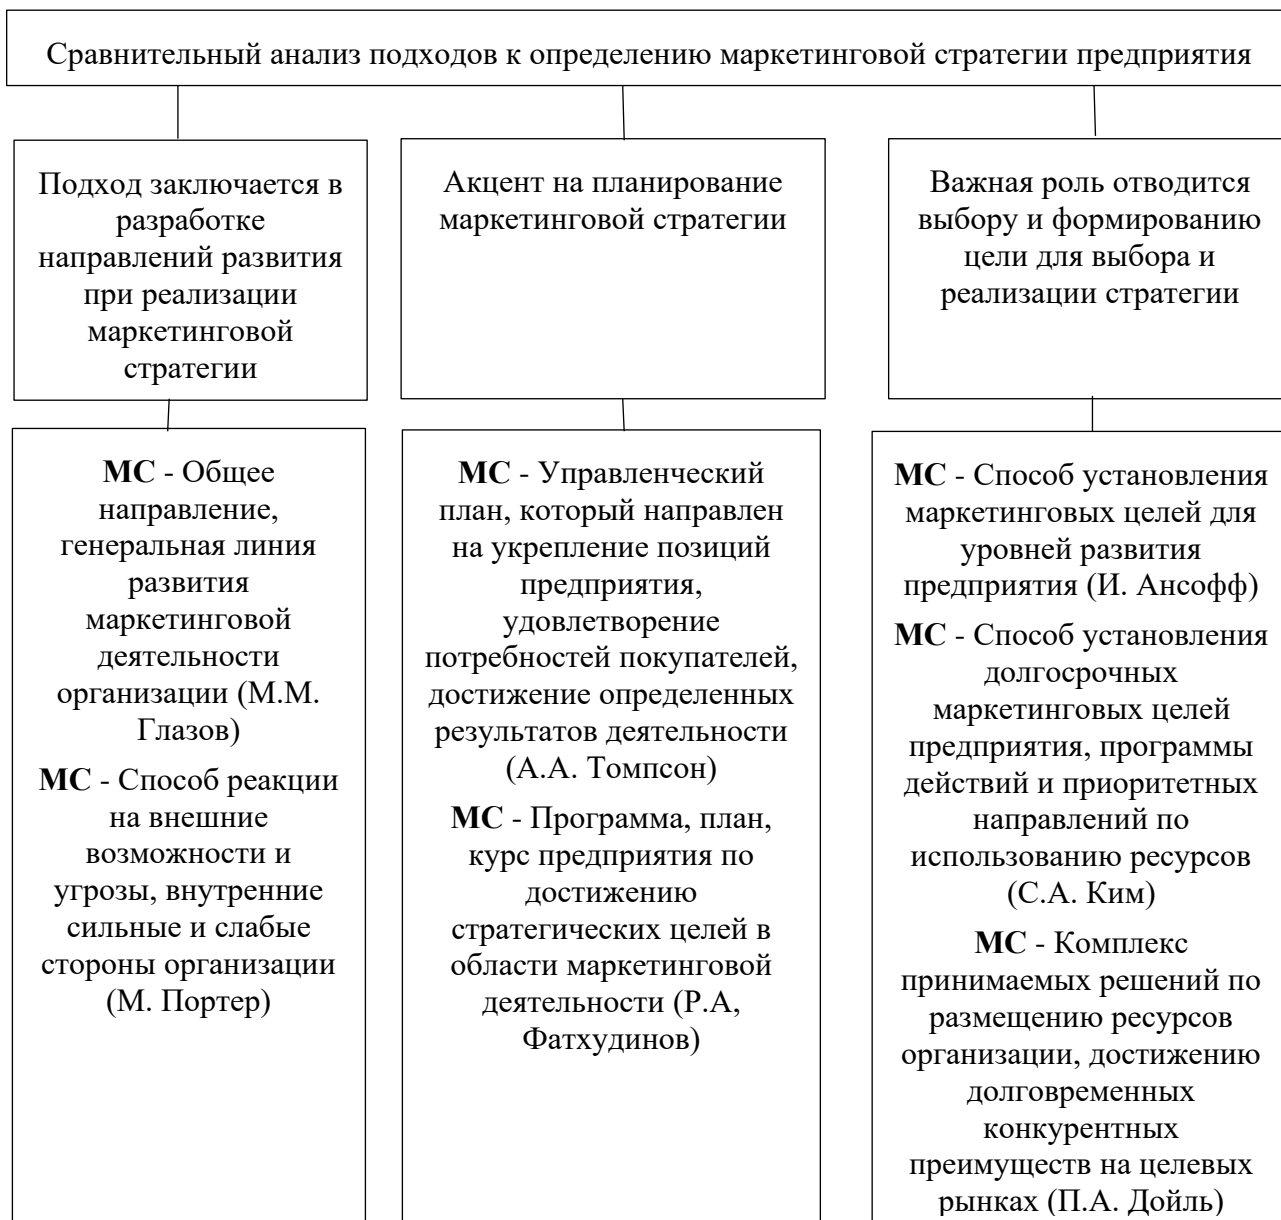 Сравнительный анализ подходов к определению маркетинговой стратегии предприятия
Подход заключается в
разработке
направлений развития
при реализации
маркетинговой
стратегии
Акцент на планирование
маркетинговой стратегии
Важная роль отводится
выбору и формированию
цели для выбора и
реализации стратегии
МС - Общее
направление,
генеральная линия
развития
маркетинговой
деятельности
организации (М.М.
Глазов)
МС - Способ реакции
на внешние
возможности и
угрозы, внутренние
сильные и слабые
стороны организации
(М. Портер)
МС - Управленческий
план, который направлен
на укрепление позиций
предприятия,
удовлетворение
потребностей покупателей,
достижение определенных
результатов деятельности
(А.А. Томпсон)
МС - Программа, план,
курс предприятия по
достижению
стратегических целей в
области маркетинговой
деятельности (Р.А,
Фатхудинов)
МС - Способ установления
маркетинговых целей для
уровней развития
предприятия (И. Ансофф)
МС - Способ установления
долгосрочных
маркетинговых целей
предприятия, программы
действий и приоритетных
направлений по
использованию ресурсов
(С.А. Ким)
МС - Комплекс
принимаемых решений по
размещению ресурсов
организации, достижению
долговременных
конкурентных
преимуществ на целевых
рынках (П.А. Дойль)